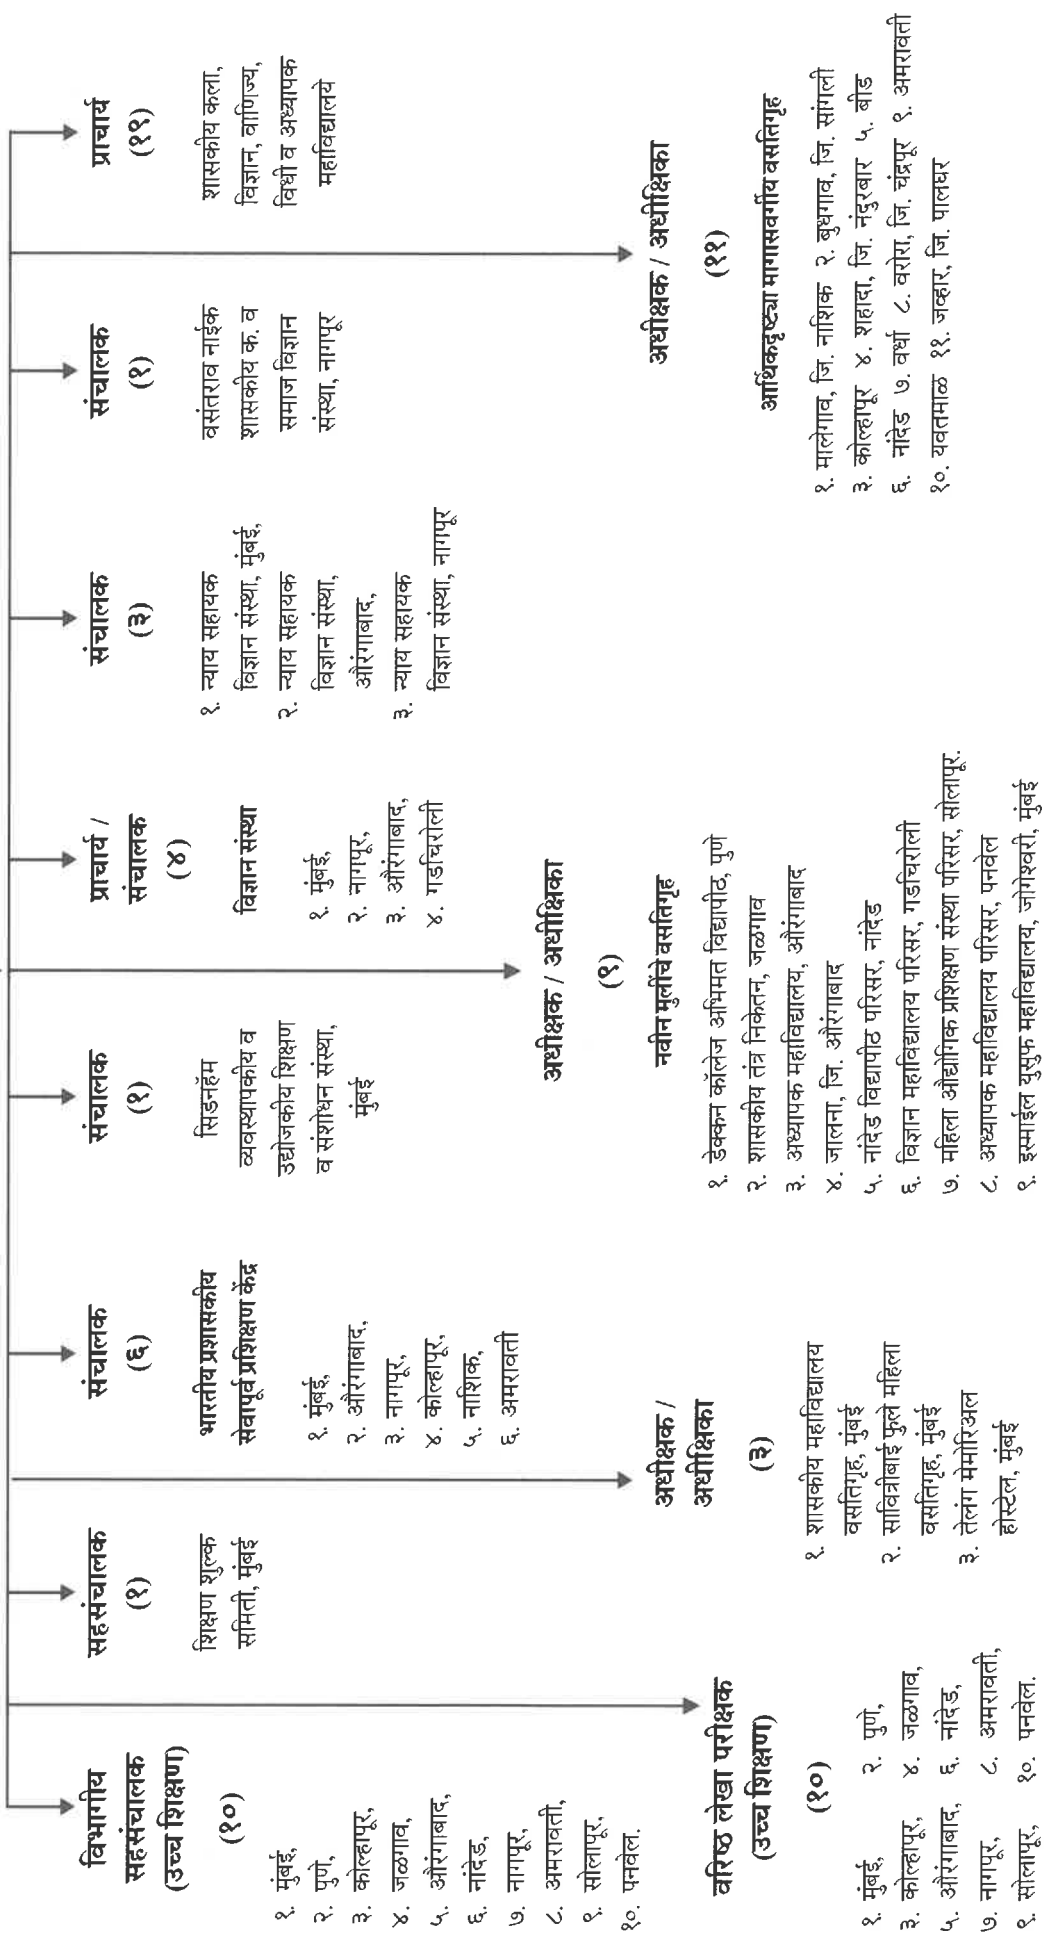 विभागीय
सहसंचालक
(उच्च शिक्षण)
(१०)
१. मुंबई,
२. पुणे,
३. कोल्हापूर,
४. जळगाव,
५. औरंगाबाद,
६. नांदेड,
७. नागपूर,
८. अमरावती,
९. सोलापूर,
१०. पनवेल.
सहसंचालक
(१)
शिक्षण शुल्क
समिती, मुंबई
संचालक
(६)
भारतीय प्रशासकीय
सेवापूर्व प्रशिक्षण केंद्र
१. मुंबई,
२. औरंगाबाद,
३. नागपूर,
४. कोल्हापूर,
५. नाशिक,
६. अमरावती
संचालक
(१)
सिडनहॅम
व्यवस्थापकीय व
उद्योजकीय शिक्षण
व संशोधन संस्था,
मुंबई
प्राचार्य /
संचालक
(४)
विज्ञान संस्था
१. मुंबई,
२. नागपूर,
३. औरंगाबाद,
४. गडचिरोली
संचालक
(३)
१. न्याय सहायक
विज्ञान संस्था, मुंबई,
२. न्याय सहायक
विज्ञान संस्था,
औरंगाबाद,
३. न्याय सहायक
विज्ञान संस्था, नागपूर
संचालक
(१)
वसंतराव नाईक
शासकीय क. व
समाज विज्ञान
संस्था, नागपूर
प्राचार्य
(१९)
शासकीय कला,
विज्ञान, वाणिज्य,
विधी व अध्यापक
महाविद्यालये
वरिष्ठ लेखा परीक्षक
(उच्च शिक्षण)
(१०)
१. मुंबई, २. पुणे,
३. कोल्हापूर, ४. जळगाव,
५. औरंगाबाद, ६. नांदेड,
७. नागपूर, ८. अमरावती,
९. सोलापूर, १०. पनवेल.
अधीक्षक /
अधीक्षिका
(३)
१. शासकीय महाविद्यालय
वसतिगृह, मुंबई
२. सावित्रीबाई फुले महिला
वसतिगृह, मुंबई
३. तेलंग मेमोरिअल
होस्टेल, मुंबई
अधीक्षक / अधीक्षिका
(९)
नवीन मुलींचे वसतिगृह
१. डेक्कन कॉलेज अभिमत विद्यापीठ, पुणे
२. शासकीय तंत्र निकेतन, जळगाव
३. अध्यापक महाविद्यालय, औरंगाबाद
४. जालना, जि. औरंगाबाद
५. नांदेड विद्यापीठ परिसर, नांदेड
६. विज्ञान महाविद्यालय परिसर, गडचिरोली
७. महिला औद्योगिक प्रशिक्षण संस्था परिसर, सोलापूर.
८. अध्यापक महाविद्यालय परिसर, पनवेल
९. इस्माईल युसुफ महाविद्यालय, जोगेश्वरी, मुंबई
अधीक्षक / अधीक्षिका
(११)
आर्थिकदृष्ट्या मागासवर्गीय वसतिगृह
१. मालेगाव, जि. नाशिक २. बुधगाव, जि. सांगली
३. कोल्हापूर ४. शहादा, जि. नंदुरबार ५. बीड
६. नांदेड ७. वर्धा ८. वरोरा, जि. चंद्रपूर ९. अमरावती
१०. यवतमाळ ११. जव्हार, जि. पालघर